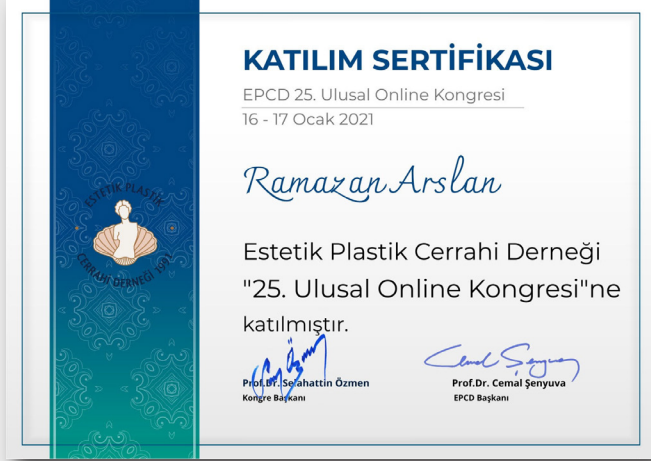 KATILIM SERTİFİKASI
EPCD 25. Ulusal Online Kongresi
16 - 17 Ocak 2021
Ramazan Arslan
ESTETİK PLASTİK
CERRAHİ DERNEĞİ
Estetik Plastik Cerrahi Derneği
"25. Ulusal Online Kongresi"ne
katılmıştır.
Prof.Dr. Selahattin Özmen
Kongre Başkanı
Prof.Dr. Cemal Şenyuva
EPCD Başkanı